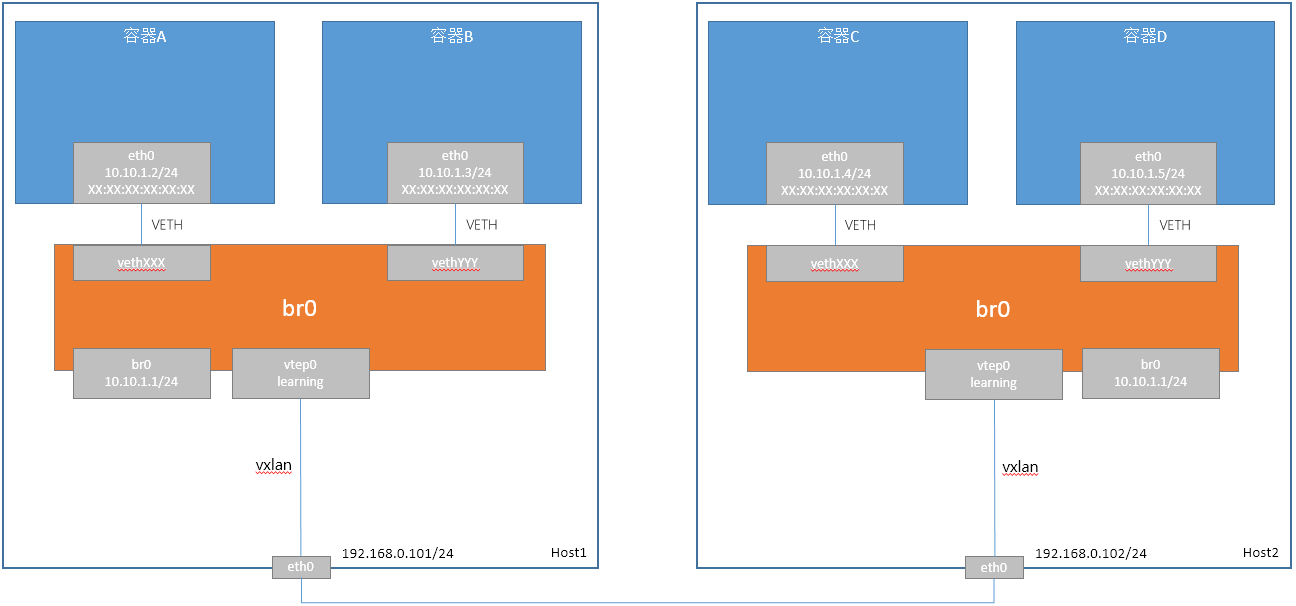 容器A
eth0
10.10.1.2/24
XX:XX:XX:XX:XX:XX
VETH
容器B
eth0
10.10.1.3/24
XX:XX:XX:XX:XX:XX
VETH
vethXXX
vethYYY
br0
br0
10.10.1.1/24
vtep0
learning
vxlan
192.168.0.101/24
Host1
eth0
容器C
eth0
10.10.1.4/24
XX:XX:XX:XX:XX:XX
VETH
容器D
eth0
10.10.1.5/24
XX:XX:XX:XX:XX:XX
VETH
vethXXX
vethYYY
br0
vtep0
learning
br0
10.10.1.1/24
vxlan
192.168.0.102/24
Host2
eth0